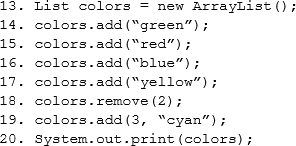 13. List colors = new ArrayList();
14. colors.add(“green”);
15. colors.add(“red”);
16. colors.add(“blue”);
17. colors.add(“yellow”);
18. colors.remove(2);
19. colors.add(3, “cyan”);
20. System.out.print(colors);